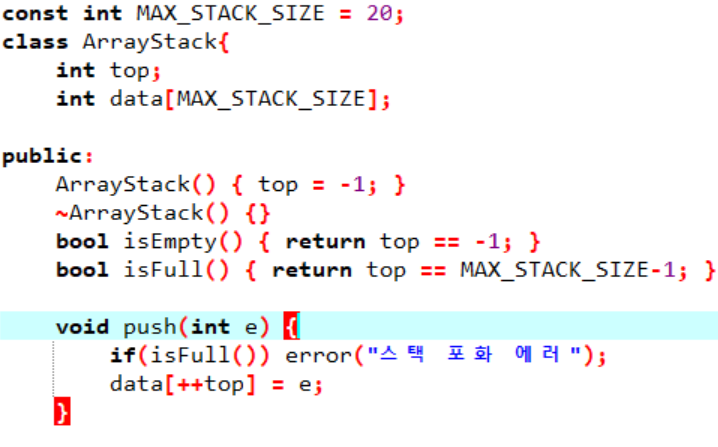 const int MAX_STACK_SIZE = 20;
class ArrayStack{
    int top;
    int data[MAX_STACK_SIZE];

public:
    ArrayStack() { top = -1; }
    ~ArrayStack() {}
    bool isEmpty() { return top == -1; }
    bool isFull() { return top == MAX_STACK_SIZE-1; }

    void push(int e) {
        if(isFull()) error("스택 포화 에러");
        data[++top] = e;
    }